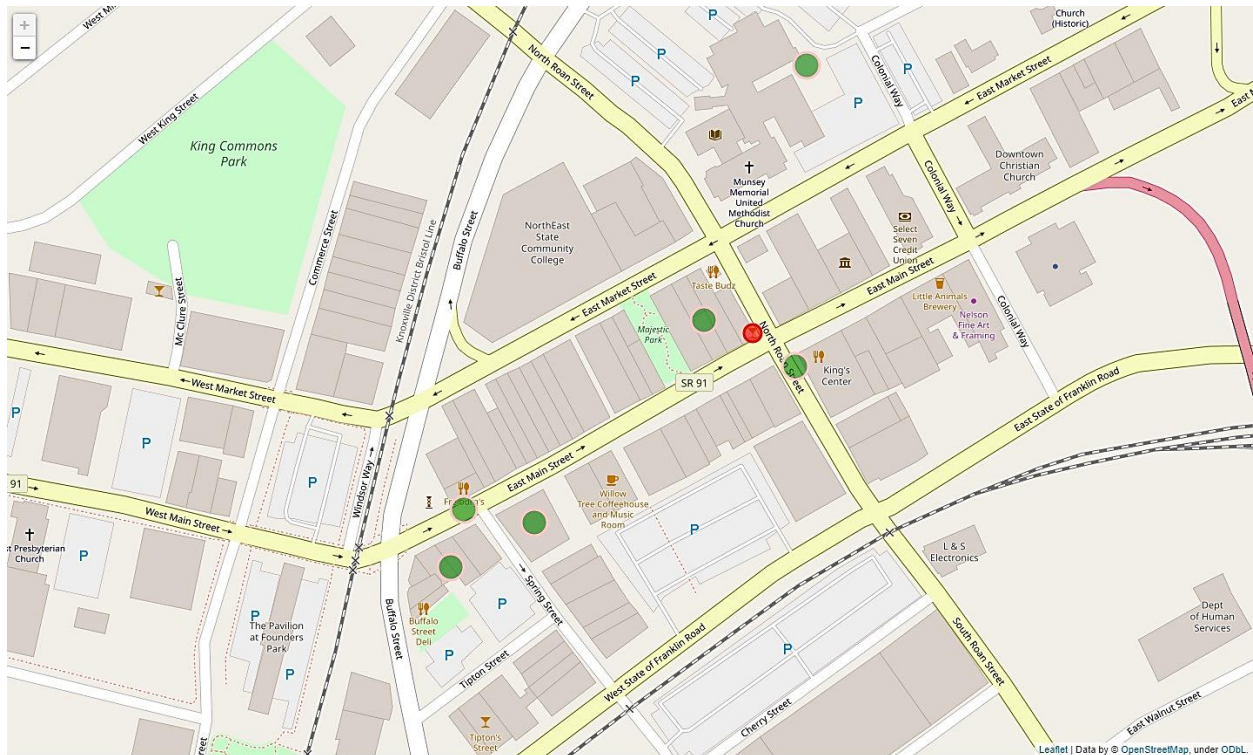 +
−
West Mi
North Roan Street
P
P
P
Church
(Historic)
P
P
Colonial Way
East Market Street
East M
West King Street
King Commons
Park
Commerce Street
Knoxville District Bristol Line
Buffalo Street
NorthEast
State
Community
College
Munsey
Memorial
United
Methodist
Church
Downtown
Christian
Church
Colonial Way
Select
Seven
Credit
Union
East Market Street
East Main Street
Taste Budz
Mc Clure Street
Little Animals
Brewery
Nelson
Fine Art
& Framing
Colonial Way
Majestic
Park
North Roan Street
SR 91
King's
Center
West Market Street
East State of Franklin Road
P
P
P
91
West Main Street
Windsor Way
East Main Street
Willow
Tree Coffeehouse
and Music
Room
P
Presbyterian
Church
P
L & S
Electronics
Spring Street
P
Buffalo
Street
Deli
Buffalo Street
The Pavilion
at Founders
Park
P
P
P
P
Dept
of Human
Services
Tipton Street
West State of Franklin Road
South Roan Street
Tipton's
Street
Cherry Street
East Walnut Street
Street
Leaflet | Data by © OpenStreetMap, under ODbL.